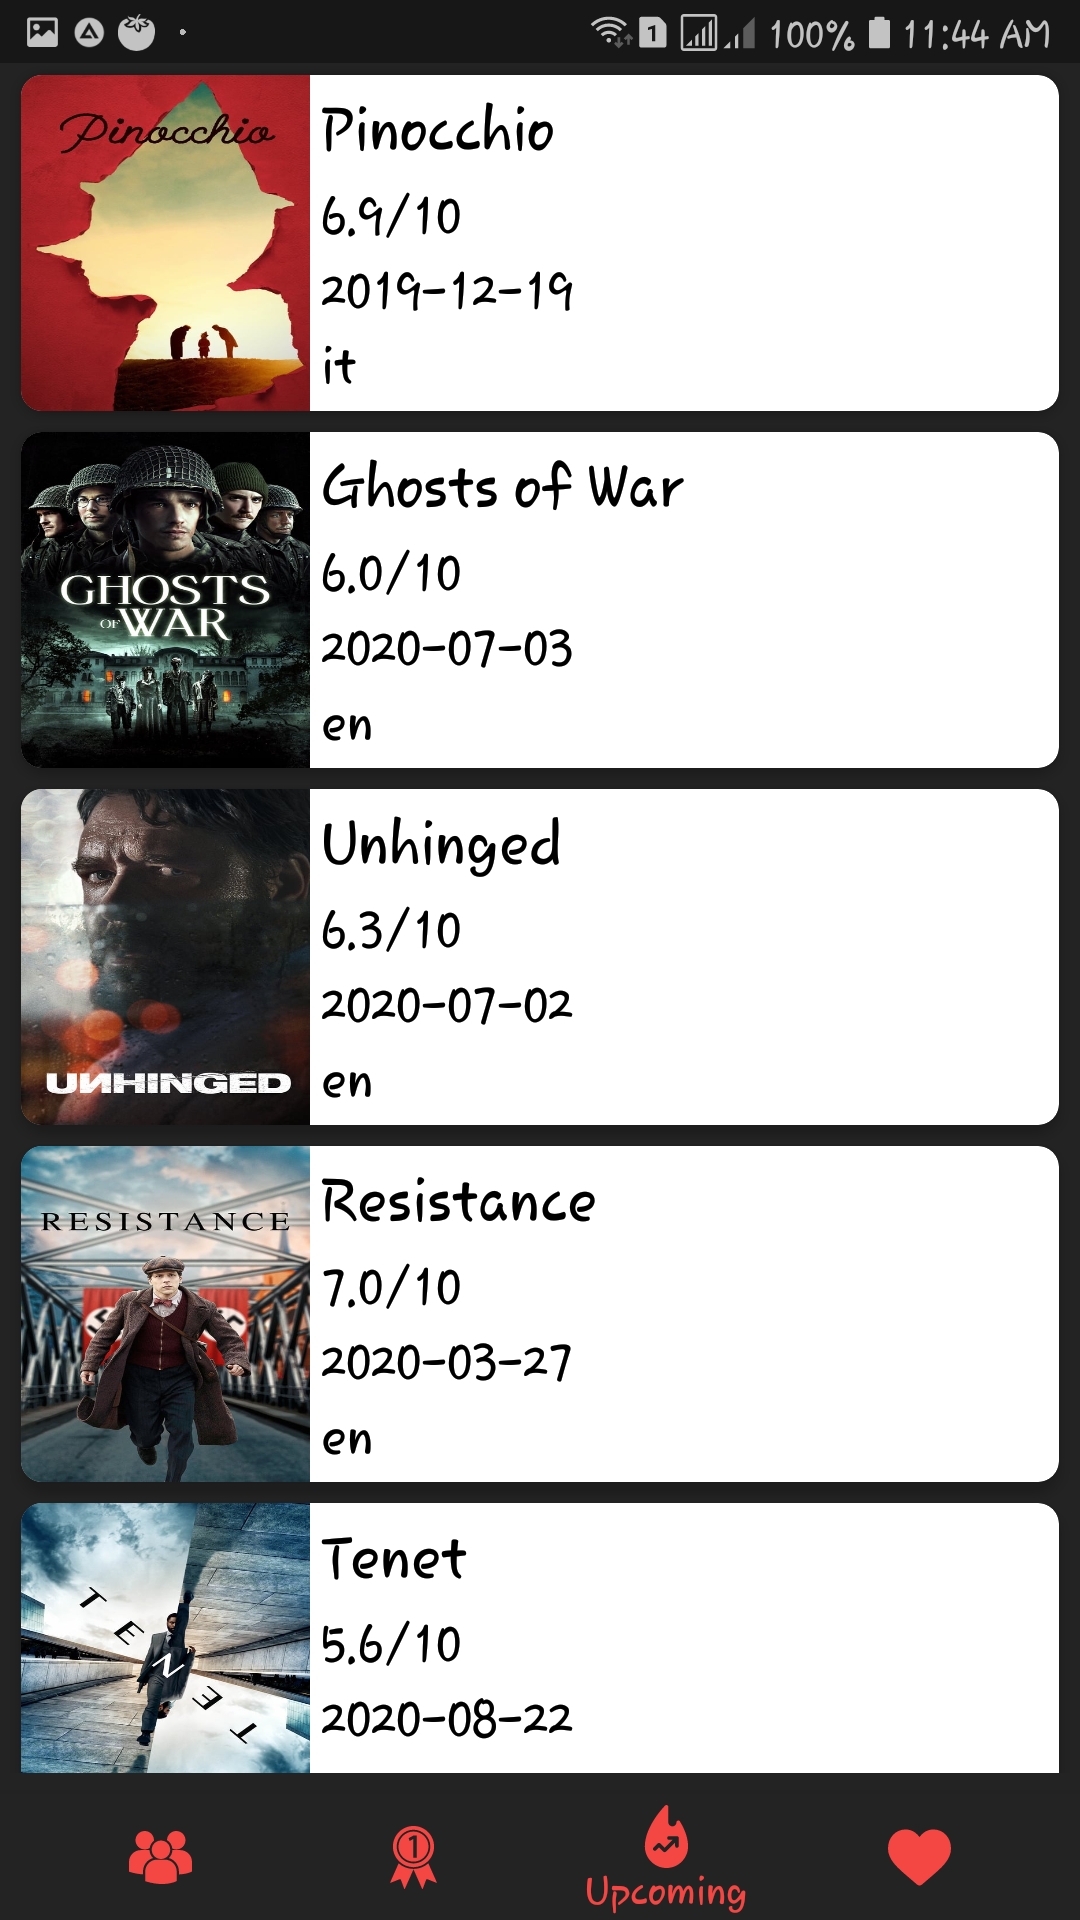 1 100% 11:44 AM
Pinocchio
Pinocchio
6.9/10
2019-12-19
it
GHOSTS
OF WAR
Ghosts of War
6.0/10
2020-07-03
en
UNHINGED
Unhinged
6.3/10
2020-07-02
en
RESISTANCE
Resistance
7.0/10
2020-03-27
en
TENET
Tenet
5.6/10
2020-08-22
1
Upcoming